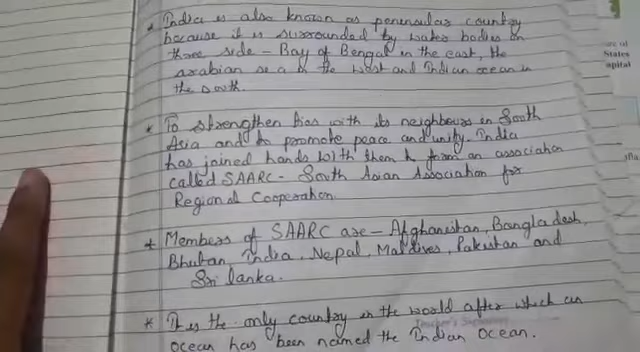 * India is also known as peninsular country
because it is surrounded by water bodies on
three side - Bay of Bengal in the east, the
arabian sea in the west and Indian ocean in
the south.
* To strengthen ties with its neighbours in South
Asia and to promote peace and unity. India
has joined hands with them to form an association
called SAARC - South Asian Association for
Regional Cooperation
* Members of SAARC are - Afghanistan, Bangladesh,
Bhutan, India, Nepal, Maldives, Pakistan and
Sri lanka.
* It is the only country in the world after which an
ocean has been named the Indian Ocean.
Teacher's Signature
States
apital